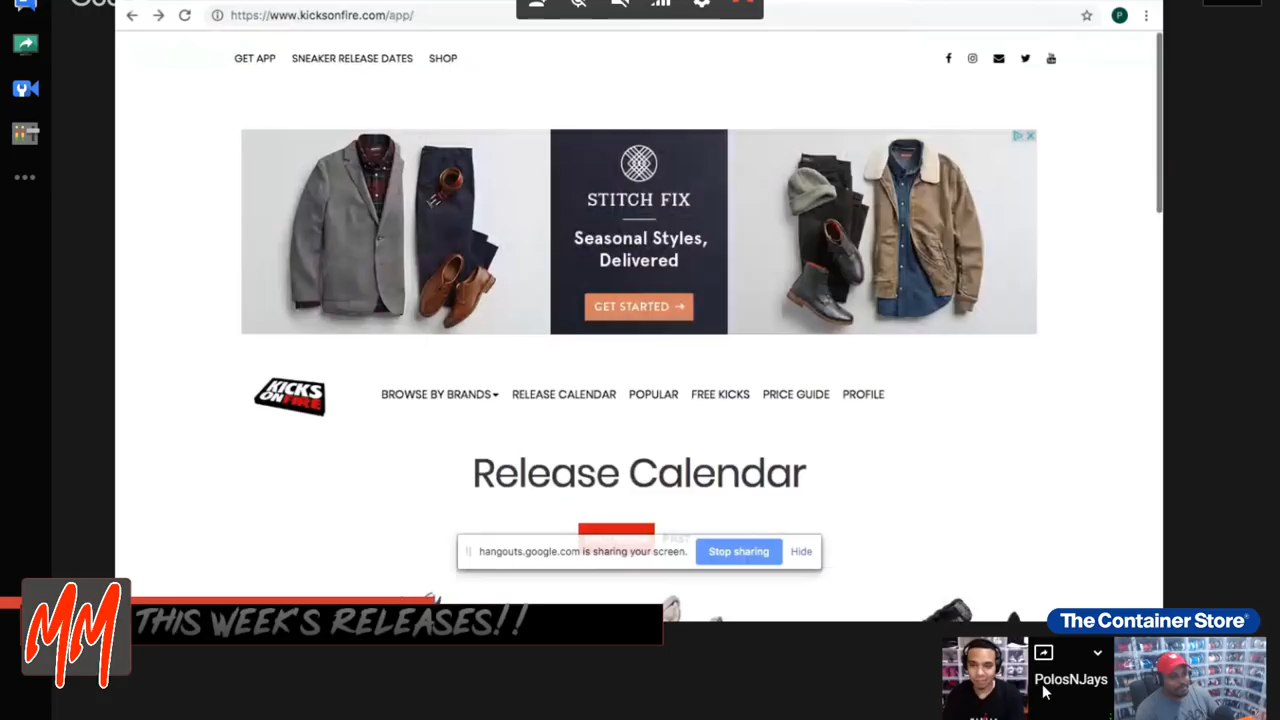 https://www.kicksonfire.com/app/
P
GET APP SNEAKER RELEASE DATES SHOP
STITCH FIX
Seasonal Styles,
Delivered
GET STARTED →
KICKS
ON FIRE
BROWSE BY BRANDS RELEASE CALENDAR POPULAR FREE KICKS PRICE GUIDE PROFILE
Release Calendar
PAST
hangouts.google.com is sharing your screen. Stop sharing Hide
MM
THIS WEEK'S RELEASES!!
The Container Store
PolosNJays